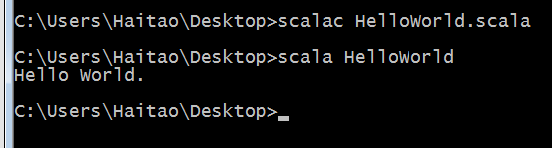 C:\Users\Haitao\Desktop>scalac HelloWorld.scala
C:\Users\Haitao\Desktop>scala HelloWorld
Hello World.
C:\Users\Haitao\Desktop>_